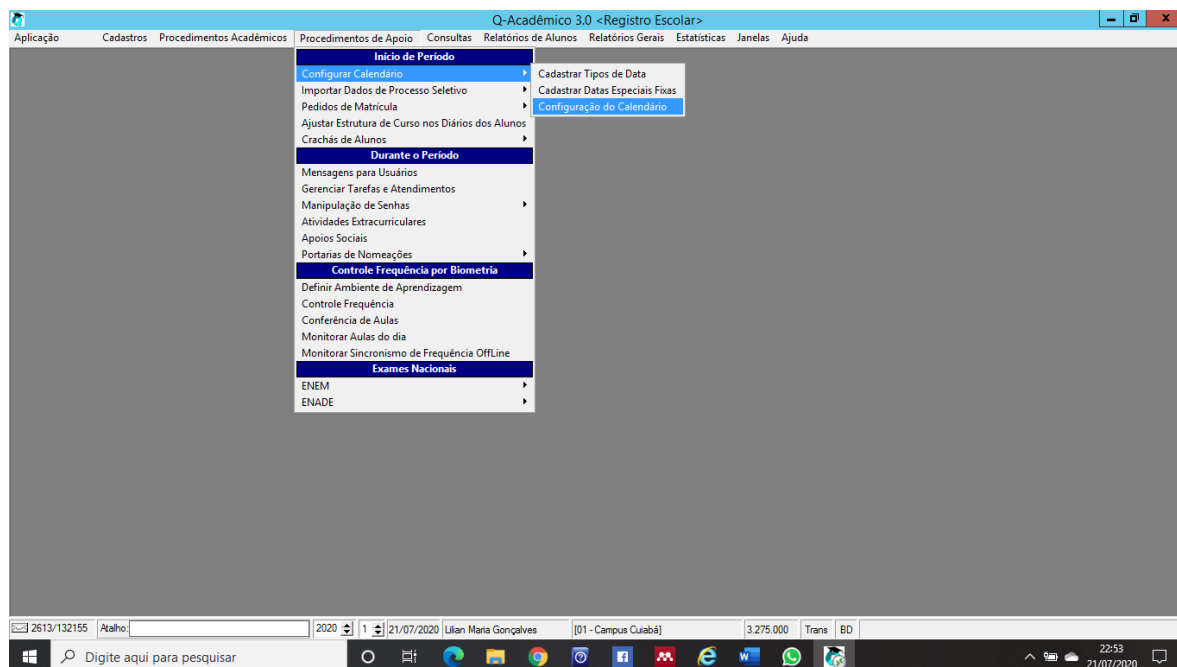 Q-Acadêmico 3.0 <Registro Escolar>
Aplicação Cadastros Procedimentos Acadêmicos Procedimentos de Apoio Consultas Relatórios de Alunos Relatórios Gerais Estatísticas Janelas Ajuda
Início de Período
Configurar Calendário
Importar Dados de Processo Seletivo
Pedidos de Matrícula
Ajustar Estrutura de Curso nos Diários dos Alunos
Crachás de Alunos
Durante o Período
Mensagens para Usuários
Gerenciar Tarefas e Atendimentos
Manipulação de Senhas
Atividades Extracurriculares
Apoios Sociais
Portarias de Nomeações
Controle Frequência por Biometria
Definir Ambiente de Aprendizagem
Controle Frequência
Conferência de Aulas
Monitorar Aulas do dia
Monitorar Sincronismo de Frequência OffLine
Exames Nacionais
ENEM
ENADE
Cadastrar Tipos de Data
Cadastrar Datas Especiais Fixas
Configuração do Calendário
2613/132155 Atalho: 2020 1 21/07/2020 Lilian Maria Gonçalves [01 - Campus Cuiabá] 3.275.000 Trans BD
Digite aqui para pesquisar
22:53
21/07/2020